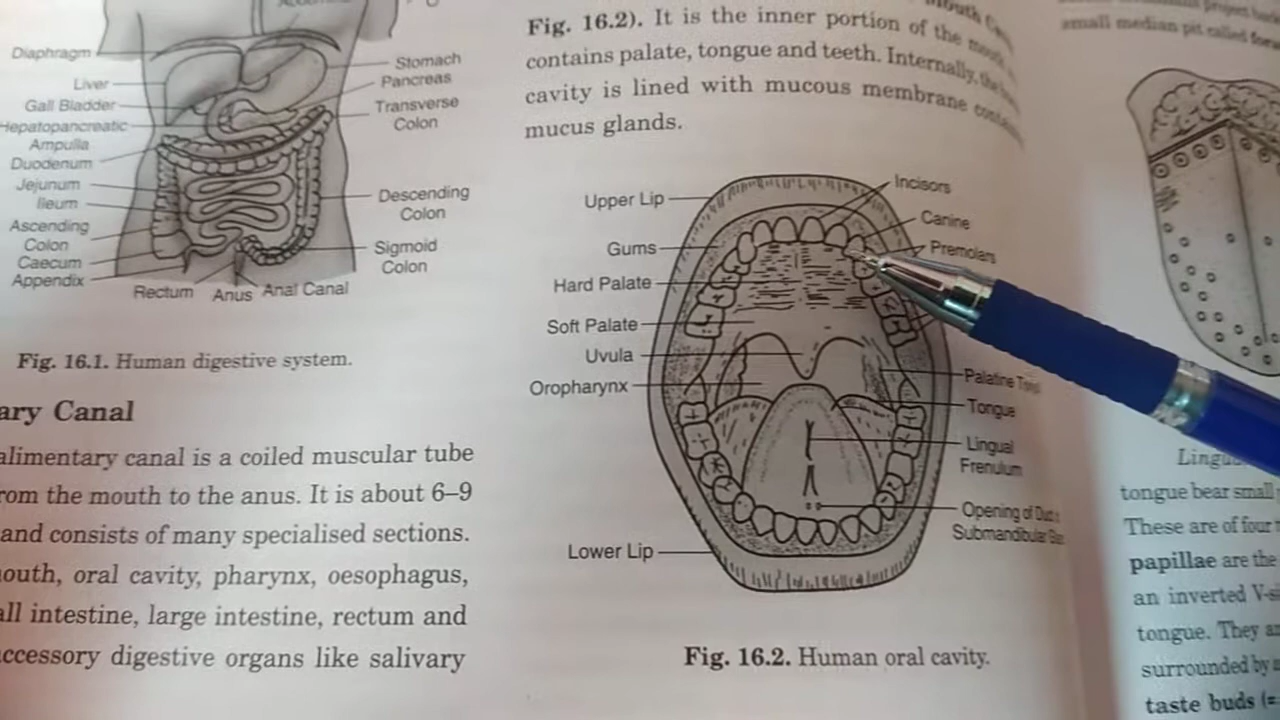 Diaphragm
Liver
Gall Bladder
Hepatopancreatic
Ampulla
Duodenum
Jejunum
Ileum
Ascending
Colon
Caecum
Appendix
Rectum
Anus
Anal Canal
Stomach
Pancreas
Transverse
Colon
Descending
Colon
Sigmoid
Colon
Fig. 16.1. Human digestive system.
ary Canal
alimentary canal is a coiled muscular tube
rom the mouth to the anus. It is about 6–9
and consists of many specialised sections.
outh, oral cavity, pharynx, oesophagus,
all intestine, large intestine, rectum and
ccessory digestive organs like salivary
Fig. 16.2). It is the inner portion of the
contains palate, tongue and teeth. Internally, the
cavity is lined with mucous membrane
mucus glands.
Upper Lip
Gums
Hard Palate
Soft Palate
Uvula
Oropharynx
Lower Lip
Incisors
Canine
Premolars
Palatine
Tongue
Lingual
Frenulum
Opening of
Submandibular
Fig. 16.2. Human oral cavity.
small median pit called
tongue bear small
These are of four
papillae are the
an inverted
tongue. They
surrounded by
taste buds (=